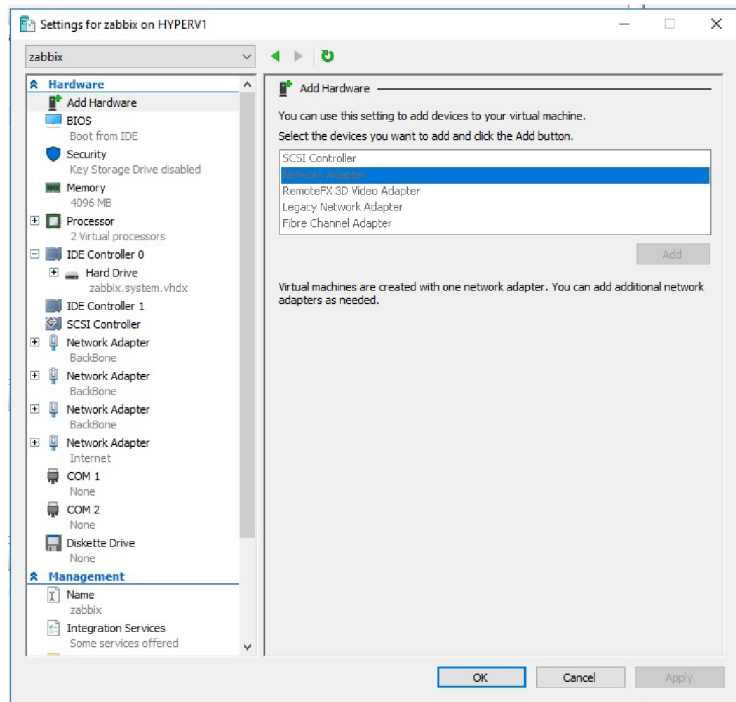 Settings for zabbix on HYPERV1
zabbix
Hardware
Add Hardware
BIOS
Boot from IDE
Security
Key Storage Drive disabled
Memory
4096 MB
Processor
2 Virtual processors
IDE Controller 0
Hard Drive
zabbix.system.vhdx
IDE Controller 1
SCSI Controller
Network Adapter
BackBone
Network Adapter
BackBone
Network Adapter
BackBone
Network Adapter
Internet
COM 1
None
COM 2
None
Diskette Drive
None
Management
Name
zabbix
Integration Services
Some services offered
Add Hardware
You can use this setting to add devices to your virtual machine.
Select the devices you want to add and click the Add button.
SCSI Controller
Network Adapter
RemoteFX 3D Video Adapter
Legacy Network Adapter
Fibre Channel Adapter
Add
Virtual machines are created with one network adapter. You can add additional network
adapters as needed.
OK
Cancel
Apply